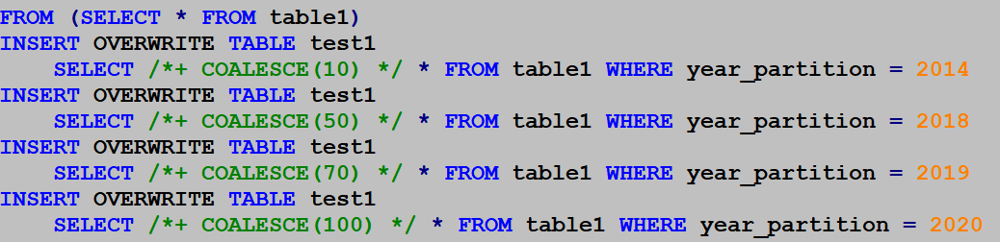 FROM (SELECT * FROM table1)
INSERT OVERWRITE TABLE test1
    SELECT /*+ COALESCE(10) */ * FROM table1 WHERE year_partition = 2014
INSERT OVERWRITE TABLE test1
    SELECT /*+ COALESCE(50) */ * FROM table1 WHERE year_partition = 2018
INSERT OVERWRITE TABLE test1
    SELECT /*+ COALESCE(70) */ * FROM table1 WHERE year_partition = 2019
INSERT OVERWRITE TABLE test1
    SELECT /*+ COALESCE(100) */ * FROM table1 WHERE year_partition = 2020